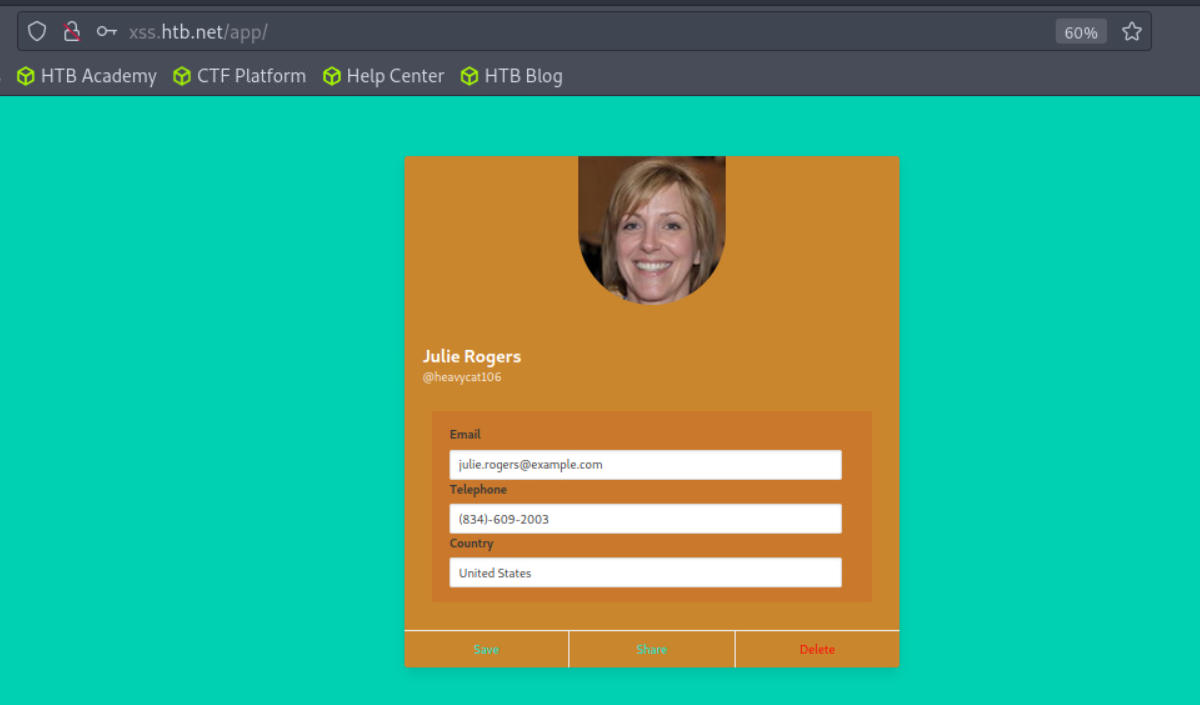 xss.htb.net/app/ 60%
HTB Academy CTF Platform Help Center HTB Blog
Julie Rogers
@heavycat106
Email
julie.rogers@example.com
Telephone
(834)-609-2003
Country
United States
Save Share Delete